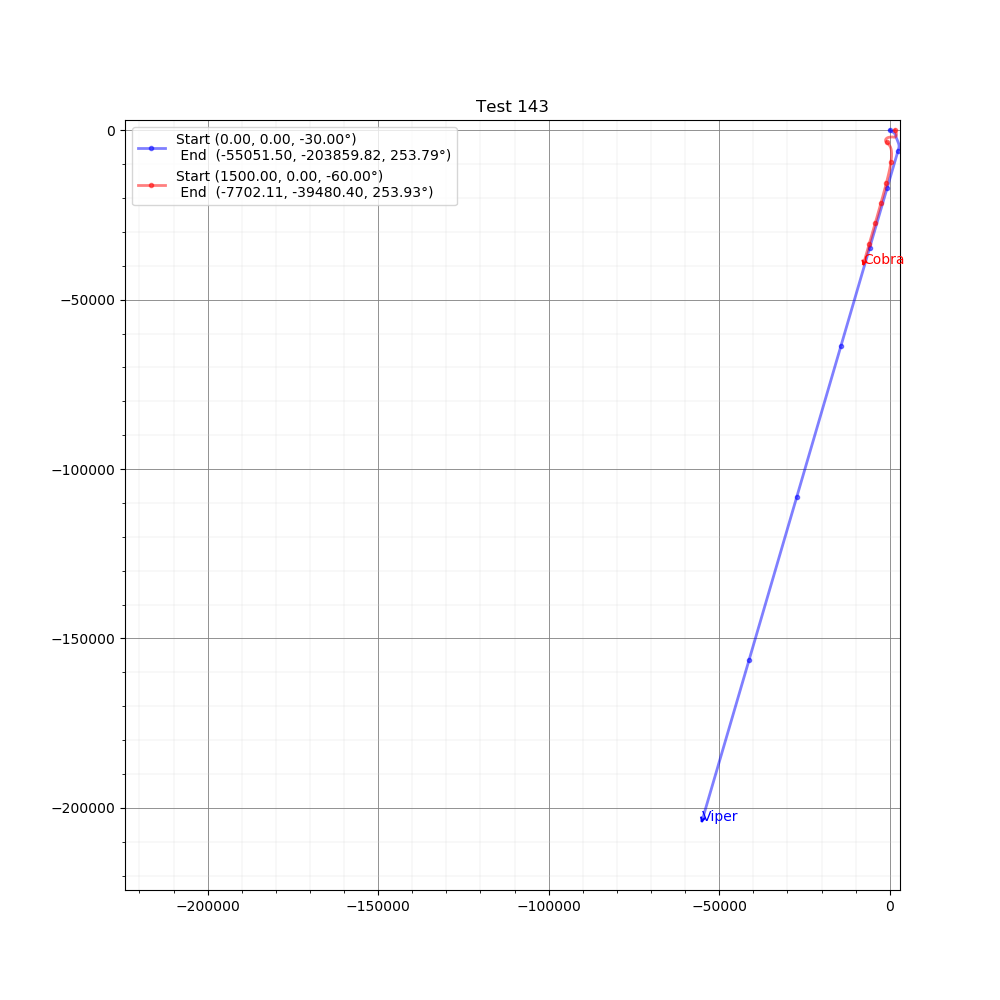 Test 143
Start (0.00, 0.00, -30.00°)
End (-55051.50, -203859.82, 253.79°)
Start (1500.00, 0.00, -60.00°)
End (-7702.11, -39480.40, 253.93°)
0
−50000
−100000
−150000
−200000
Cobra
Viper
−200000
−150000
−100000
−50000
0